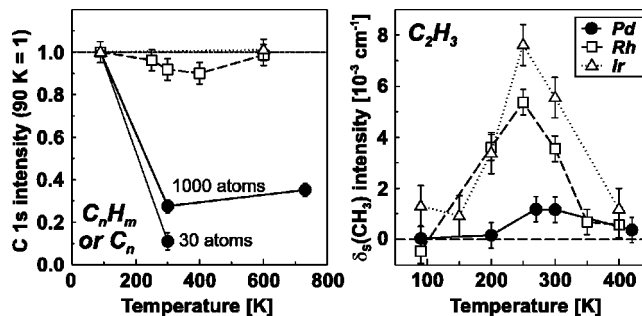 C 1s intensity (90 K = 1)
1.0
0.8
0.6
0.4
0.2
0.0
1000 atoms
CnHm
or Cn
30 atoms
0 200 400 600 800
Temperature [K]
δs(CH3) intensity [10-3 cm-1]
8
6
4
2
0
C2H3
Pd
Rh
Ir
100 200 300 400
Temperature [K]